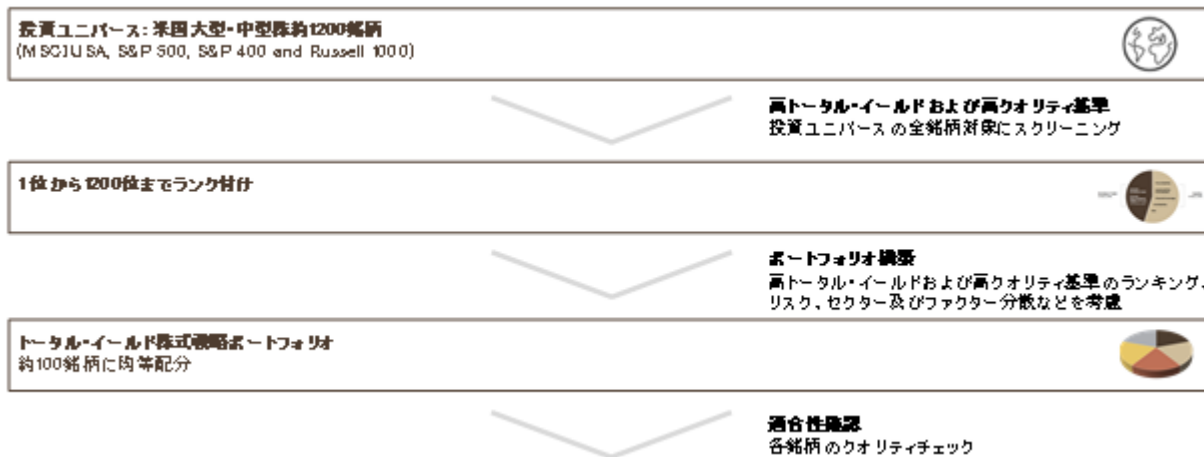 投資ユニバース：米国大型・中型株約1200銘柄
(MSCI USA, S&P 500, S&P 400 and Russell 1000)
高トータル・イールドおよび高クオリティ基準
投資ユニバースの全銘柄対象にスクリーニング
1位から1200位までランク付け
ポートフォリオ構築
高トータル・イールドおよび高クオリティ基準のランキング、
リスク、セクター及びファクター分散などを考慮
トータル・イールド株式戦略ポートフォリオ
約100銘柄に均等配分
適合性確認
各銘柄のクオリティチェック